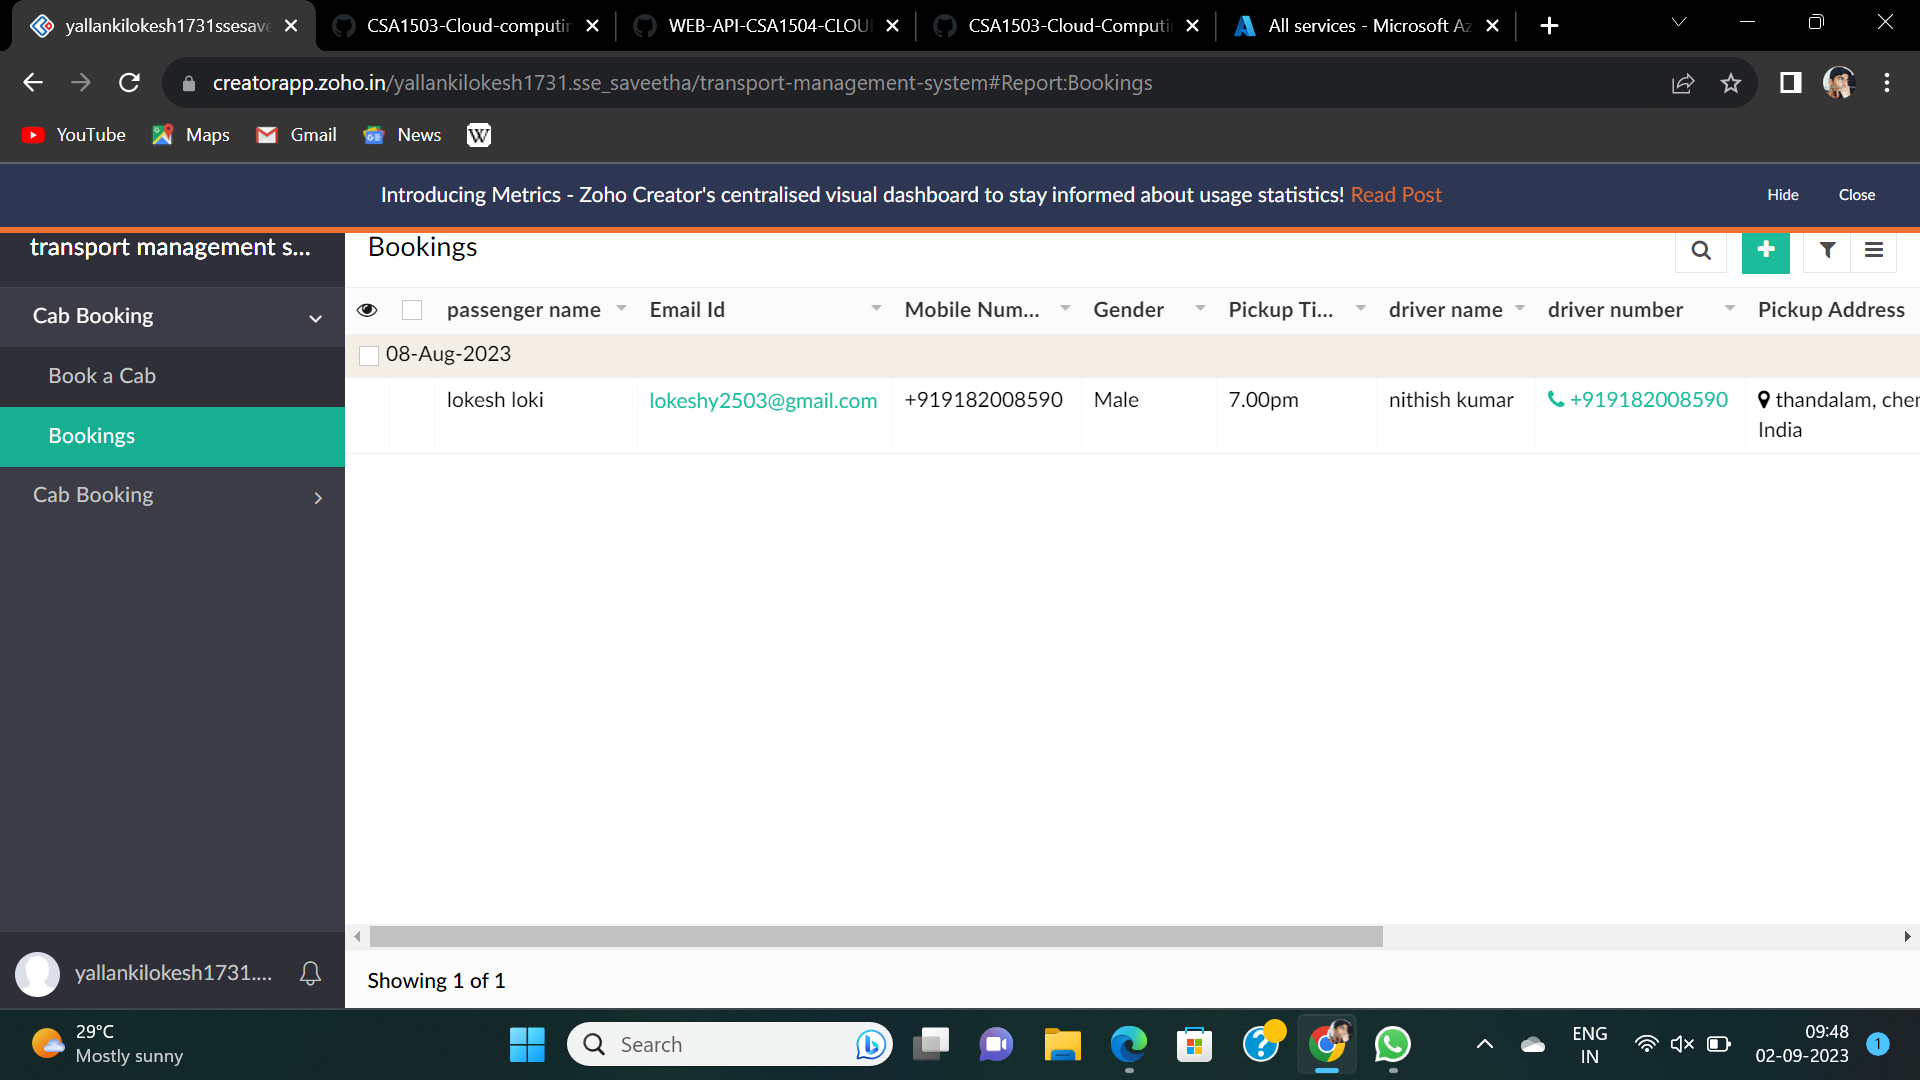 yallankilokesh1731ssesave
CSA1503-Cloud-computin
WEB-API-CSA1504-CLOU
CSA1503-Cloud-Computi
All services - Microsoft Az
creatorapp.zoho.in/yallankilokesh1731.sse_saveetha/transport-management-system#Report:Bookings
YouTube Maps Gmail News W
Introducing Metrics - Zoho Creator's centralised visual dashboard to stay informed about usage statistics! Read Post Hide Close
transport management s...
Cab Booking
Book a Cab
Bookings
Cab Booking
yallankilokesh1731....
Bookings
passenger name Email Id Mobile Num... Gender Pickup Ti... driver name driver number Pickup Address
08-Aug-2023
lokesh loki lokeshy2503@gmail.com +919182008590 Male 7.00pm nithish kumar +919182008590 thandalam, cher
India
Showing 1 of 1
29°C
Mostly sunny
Search
ENG
IN
09:48
02-09-2023
1